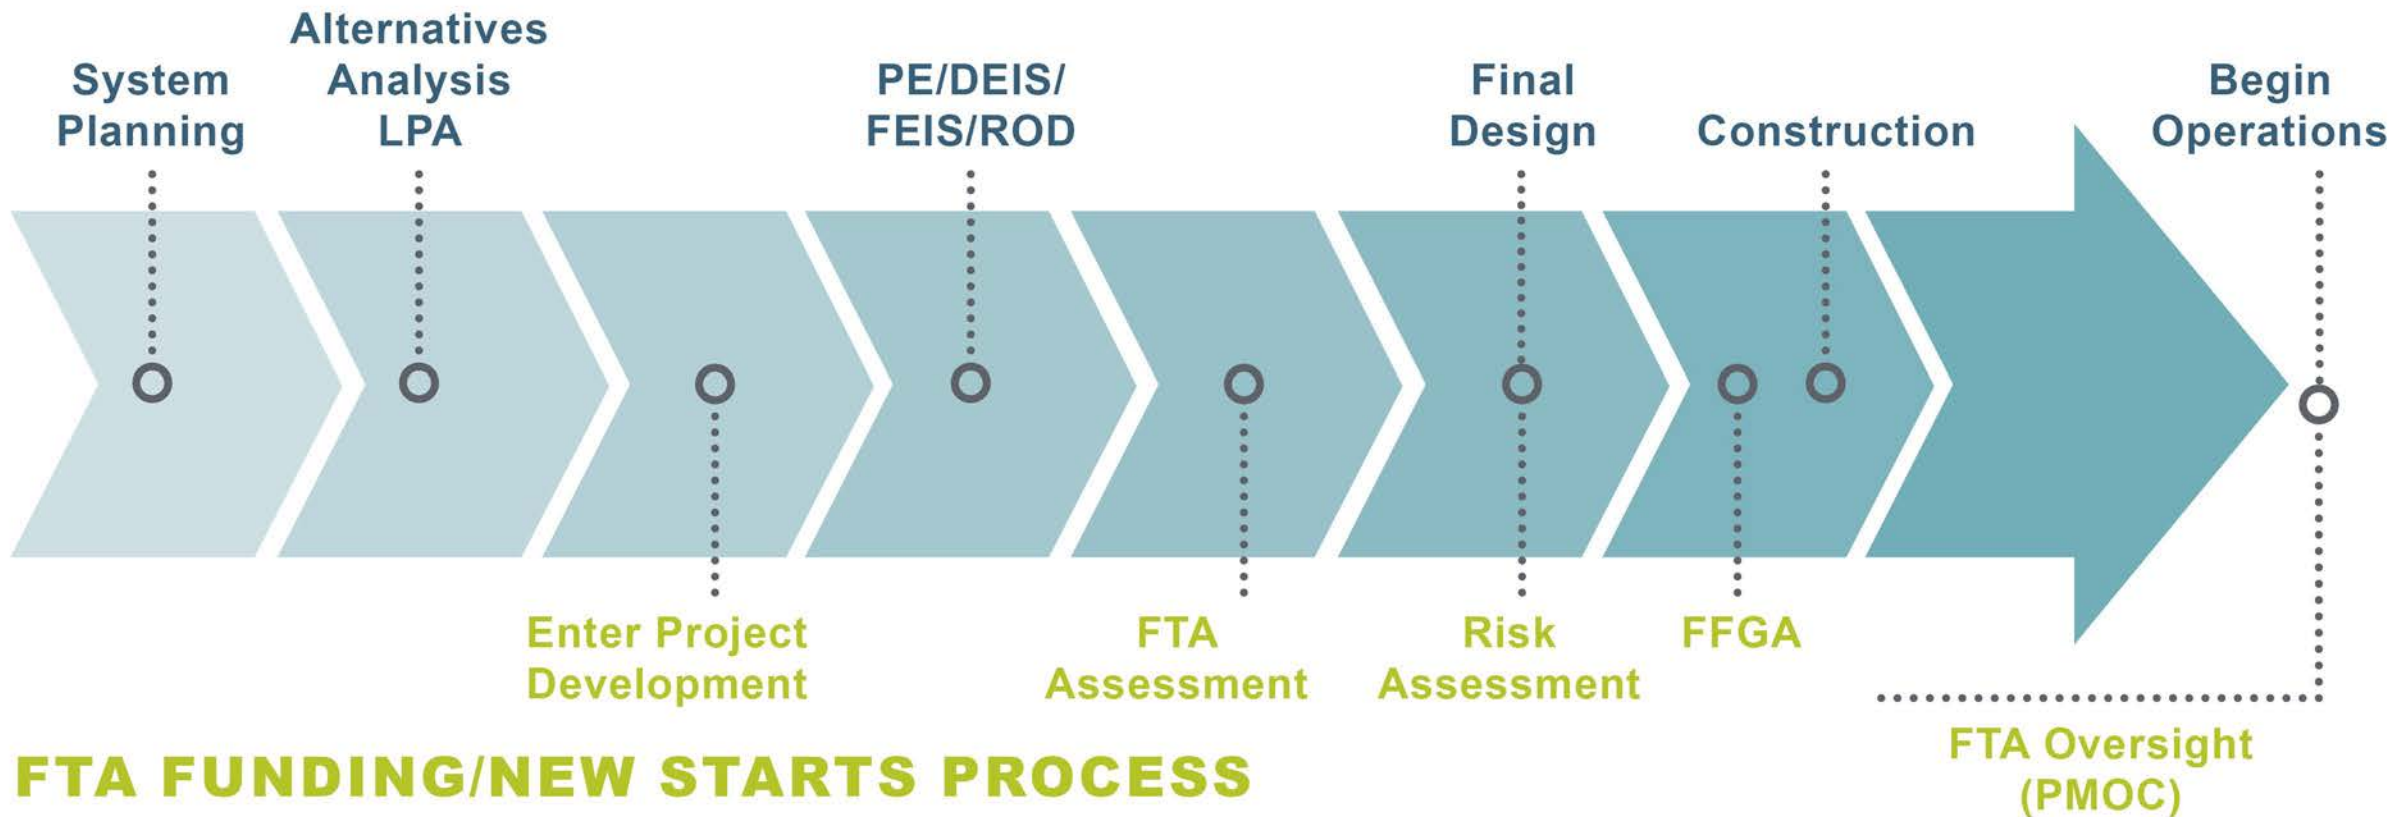 System
Planning
Alternatives
Analysis
LPA
PE/DEIS/
FEIS/ROD
Final
Design
Construction
Begin
Operations
Enter Project
Development
FTA
Assessment
Risk
Assessment
FFGA
FTA Oversight
(PMOC)
FTA FUNDING/NEW STARTS PROCESS